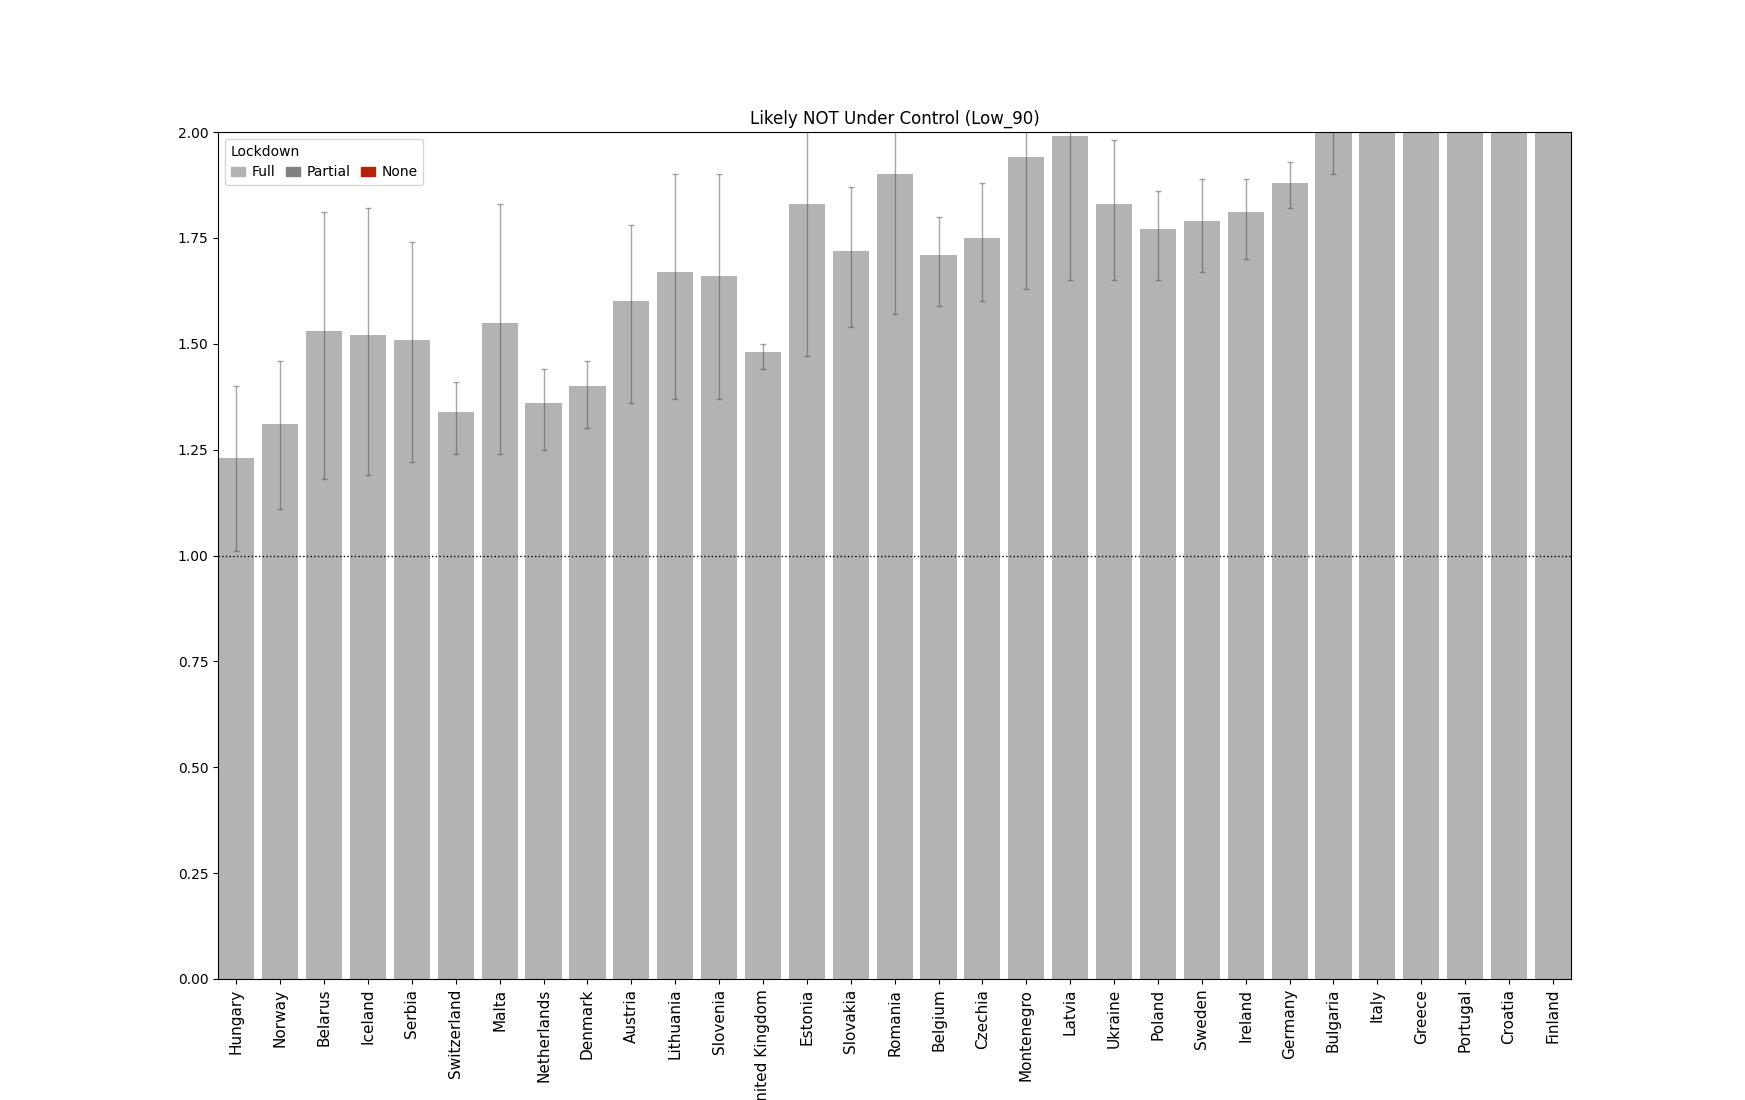 Likely NOT Under Control (Low_90)
Lockdown
Full Partial None
2.00
1.75
1.50
1.25
1.00
0.75
0.50
0.25
0.00
Hungary
Norway
Belarus
Iceland
Serbia
Switzerland
Malta
Netherlands
Denmark
Austria
Lithuania
Slovenia
nited Kingdom
Estonia
Slovakia
Romania
Belgium
Czechia
Montenegro
Latvia
Ukraine
Poland
Sweden
Ireland
Germany
Bulgaria
Italy
Greece
Portugal
Croatia
Finland